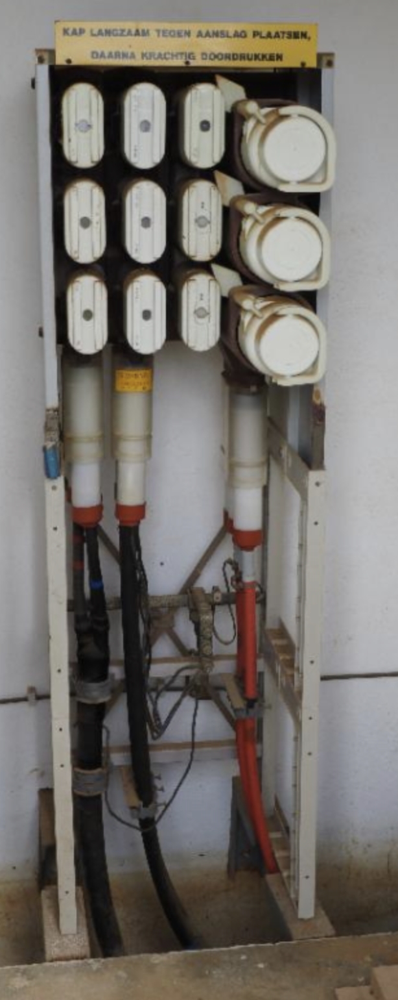 KAP LANGZAAM TEGEN AANSLAG PLAATSEN,
DAARNA KRACHTIG DOORDRUKKEN